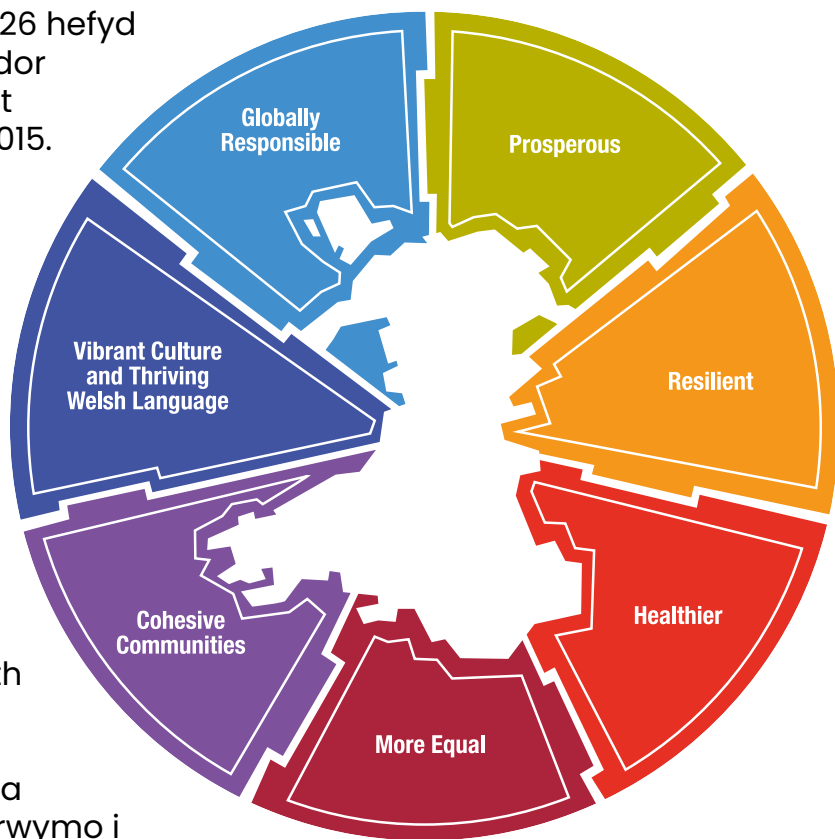 26 hefyd
dor
t
015.
Globally
Responsible
Prosperous
Vibrant Culture
and Thriving
Welsh Language
Resilient
Cohesive
Communities
Healthier
More Equal
th
a
rwymo i